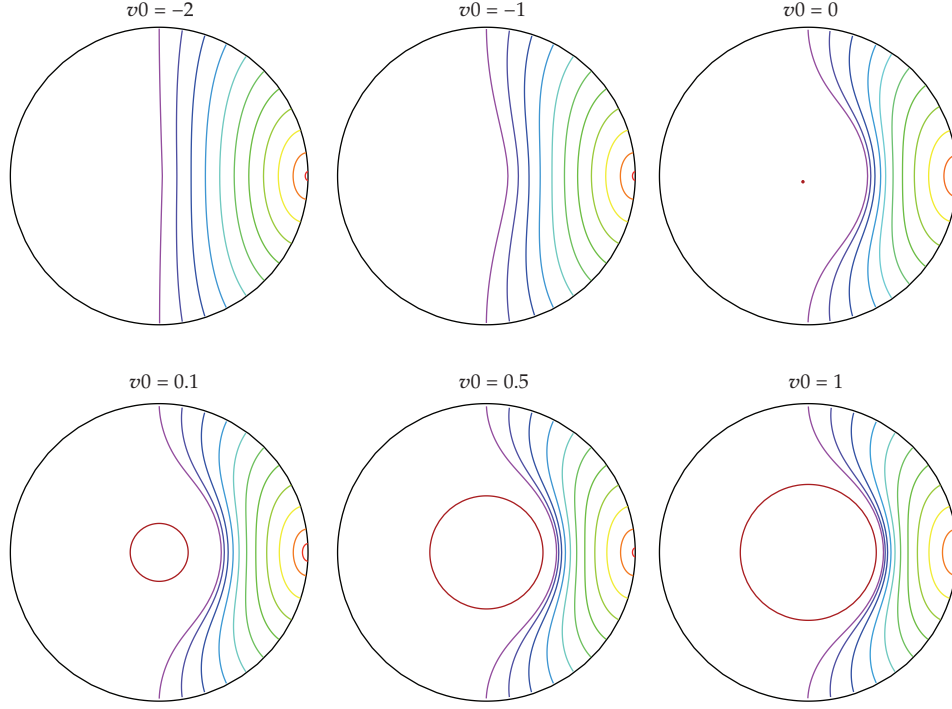 v0 = −2
v0 = −1
v0 = 0
v0 = 0.1
v0 = 0.5
v0 = 1